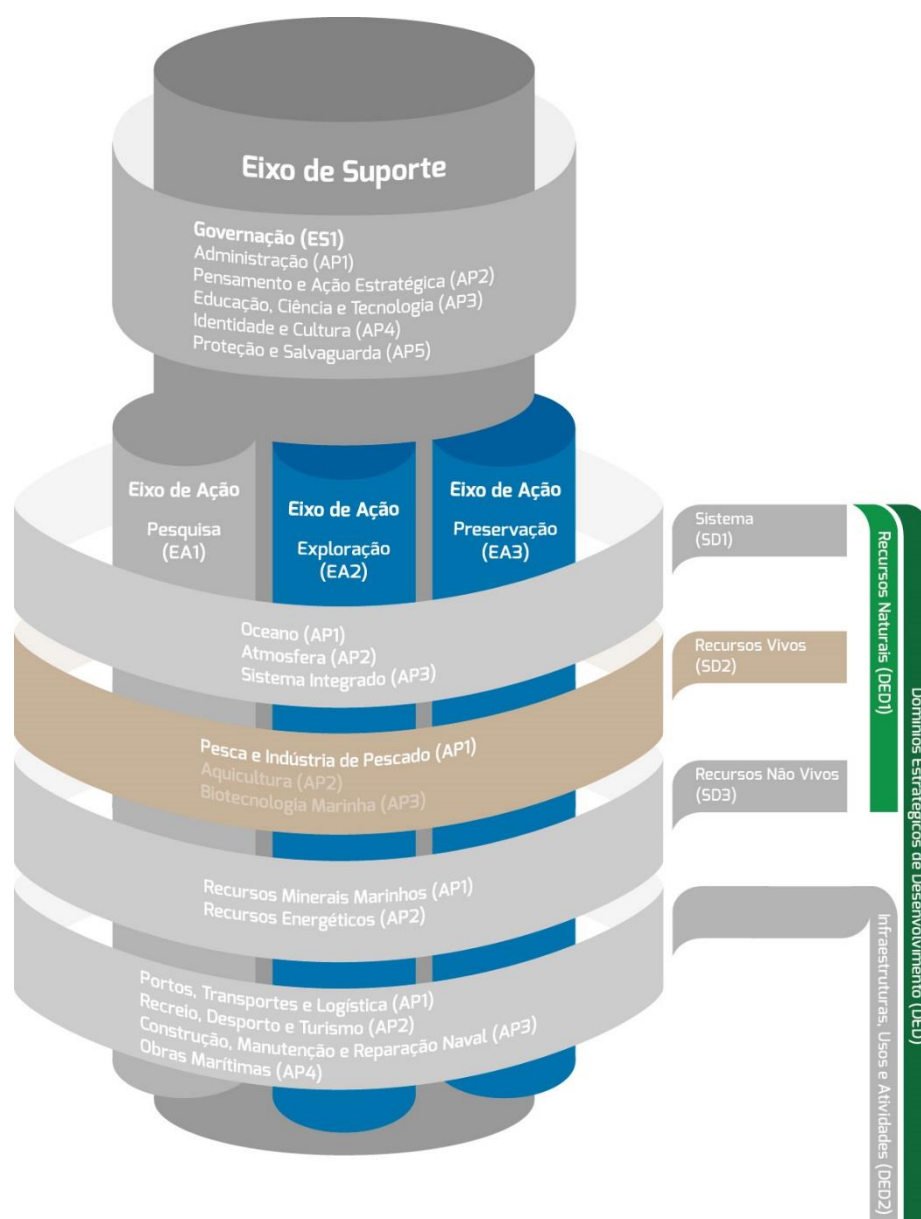 Eixo de Suporte
Governação (ES1)
Administração (AP1)
Pensamento e Ação Estratégica (AP2)
Educação, Ciência e Tecnologia (AP3)
Identidade e Cultura (AP4)
Proteção e Salvaguarda (AP5)
Eixo de Ação
Pesquisa
(EA1)
Eixo de Ação
Exploração
(EA2)
Eixo de Ação
Preservação
(EA3)
Oceano (AP1)
Atmosfera (AP2)
Sistema Integrado (AP3)
Pesca e Indústria de Pescado (AP1)
Aquicultura (AP2)
Biotecnologia Marinha (AP3)
Recursos Minerais Marinhos (AP1)
Recursos Energéticos (AP2)
Portos, Transportes e Logística (AP1)
Recreio, Desporto e Turismo (AP2)
Construção, Manutenção e Reparação Naval (AP3)
Obras Marítimas (AP4)
Sistema
(SD1)
Recursos Vivos
(SD2)
Recursos Não Vivos
(SD3)
Recursos Naturais (DED1)
Infraestruturas, Usos e Atividades (DED2)
Domínios Estratégicos de Desenvolvimento (DED)